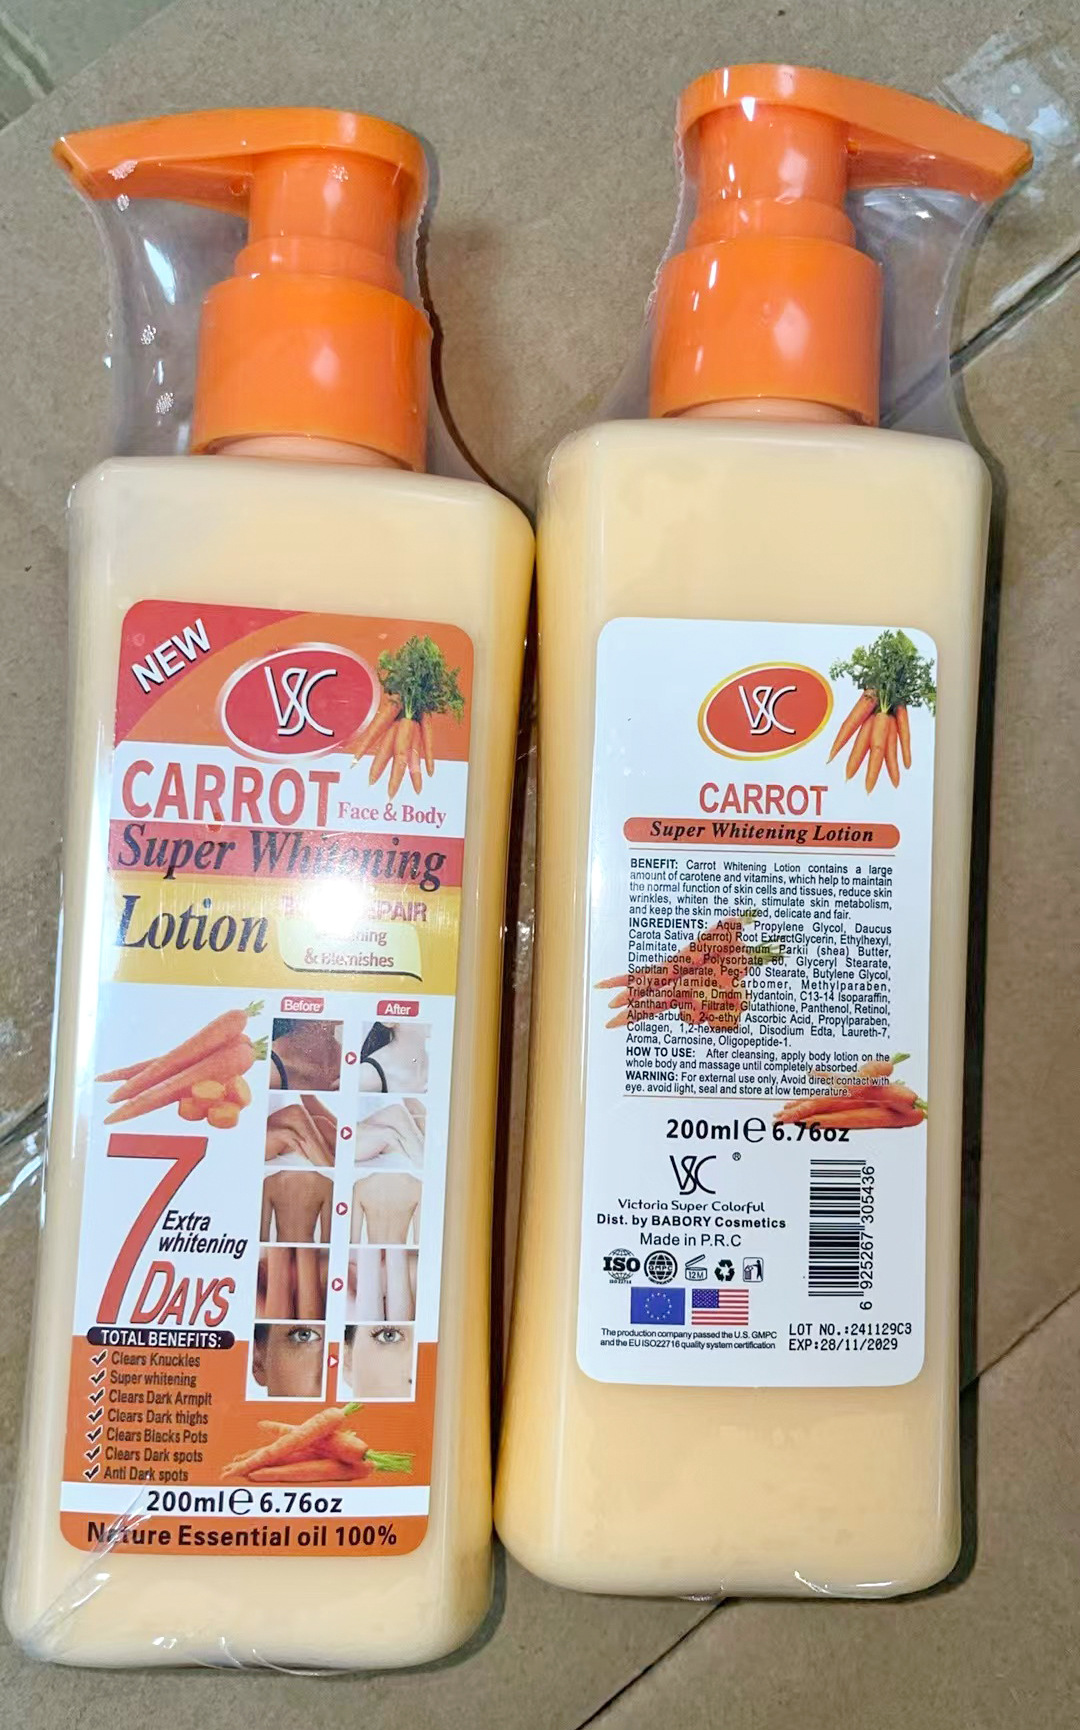 NEW
VSC
CARROT
Face & Body
Super Whitening
Lotion
& Blemishes
Before
After
7
Extra
whitening
DAYS
TOTAL BENEFITS:
Clears Knuckles
Super whitening
Clears Dark Armpit
Clears Dark thighs
Clears Blacks Pots
Clears Dark spots
Anti Dark spots
200ml℮6.76oz
Nature Essential oil 100%
VSC
CARROT
Super Whitening Lotion
BENEFIT: Carrot Whitening Lotion contains a large
amount of carotene and vitamins, which help to maintain
the normal function of skin cells and tissues, reduce skin
wrinkles, whiten the skin, stimulate skin metabolism,
and keep the skin moisturized, delicate and fair.
INGREDIENTS: Aqua, Propylene Glycol, Daucus
Carota Sativa (carrot) Root ExtractGlycerin, Ethylhexyl,
Palmitate, Butyrospermum Parkii (shea) Butter,
Dimethicone, Polysorbate 60, Glyceryl Stearate,
Sorbitan Stearate, Peg-100 Stearate, Butylene Glycol,
Polyacrylamide, Carbomer, Methylparaben,
Triethanolamine, Dmdm Hydantoin, C13-14 Isoparaffin,
Xanthan Gum, Filtrate, Glutathione, Panthenol, Retinol,
Alpha-arbutin, 2-o-ethyl Ascorbic Acid, Propylparaben,
Collagen, 1,2-hexanediol, Disodium Edta, Laureth-7,
Aroma, Carnosine, Oligopeptide-1.
HOW TO USE: After cleansing, apply body lotion on the
whole body and massage until completely absorbed.
WARNING: For external use only, Avoid direct contact with
eye. avoid light, seal and store at low temperature.
200ml℮6.76oz
VSC ®
Victoria Super Colorful
Dist. by BABORY Cosmetics
Made in P.R.C
ISO
GMPC
12M
6 925267 305436
The production company passed the U.S. GMPC
and the EU ISO22716 quality system certification
LOT NO.:241129C3
EXP:28/11/2029